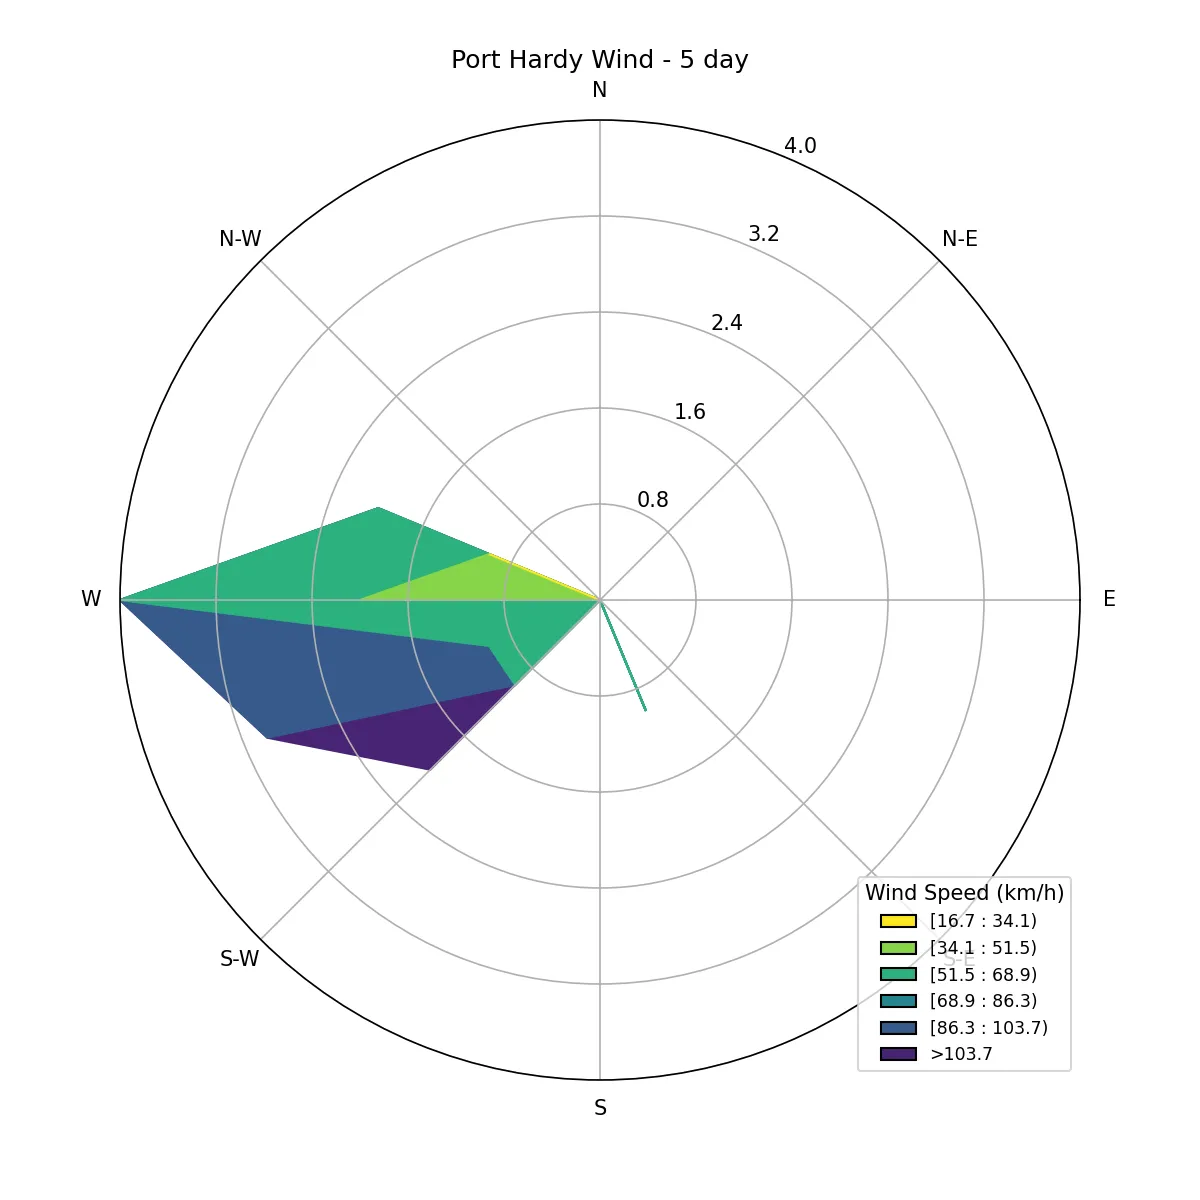 Port Hardy Wind - 5 day
N
4.0
N-W
3.2
N-E
2.4
1.6
0.8
W
E
S-W
S-E
S
Wind Speed (km/h)
[16.7 : 34.1)
[34.1 : 51.5)
[51.5 : 68.9)
[68.9 : 86.3)
[86.3 : 103.7)
>103.7